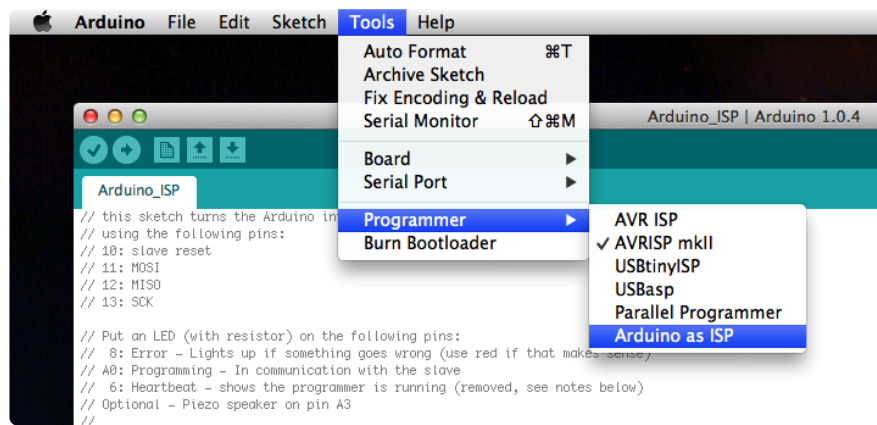 Arduino File Edit Sketch Tools Help
Auto Format ⌘T
Archive Sketch
Fix Encoding & Reload
Serial Monitor ⇧⌘M
Board ▶
Serial Port ▶
Programmer ▶
Burn Bootloader
AVR ISP
✓ AVRISP mkII
USBtinyISP
USBasp
Parallel Programmer
Arduino as ISP
Arduino_ISP | Arduino 1.0.4
Arduino_ISP
// this sketch turns the Arduino in
// using the following pins:
// 10: slave reset
// 11: MOSI
// 12: MISO
// 13: SCK
// Put an LED (with resistor) on the following pins:
// 8: Error - Lights up if something goes wrong (use red if that makes sense)
// A0: Programming - In communication with the slave
// 6: Heartbeat - shows the programmer is running (removed, see notes below)
// Optional - Piezo speaker on pin A3
//